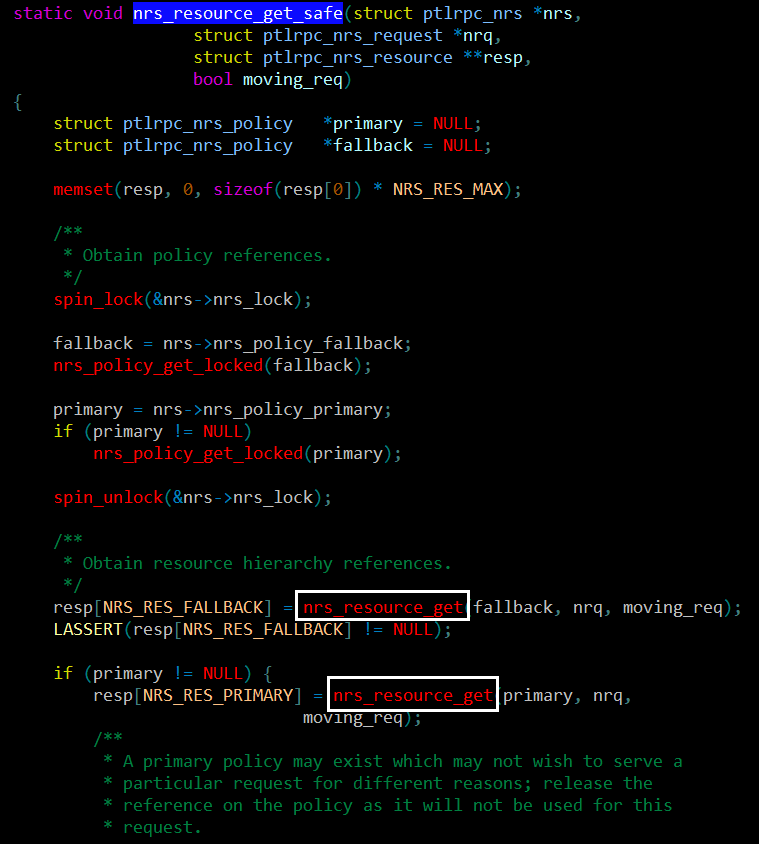 static void nrs_resource_get_safe(struct ptlrpc_nrs *nrs,
struct ptlrpc_nrs_request *nrq,
struct ptlrpc_nrs_resource **resp,
bool moving_req)
{
struct ptlrpc_nrs_policy *primary = NULL;
struct ptlrpc_nrs_policy *fallback = NULL;
memset(resp, 0, sizeof(resp[0]) * NRS_RES_MAX);
/**
* Obtain policy references.
*/
spin_lock(&nrs->nrs_lock);
fallback = nrs->nrs_policy_fallback;
nrs_policy_get_locked(fallback);
primary = nrs->nrs_policy_primary;
if (primary != NULL)
nrs_policy_get_locked(primary);
spin_unlock(&nrs->nrs_lock);
/**
* Obtain resource hierarchy references.
*/
resp[NRS_RES_FALLBACK] = nrs_resource_get(fallback, nrq, moving_req);
LASSERT(resp[NRS_RES_FALLBACK] != NULL);
if (primary != NULL) {
resp[NRS_RES_PRIMARY] = nrs_resource_get(primary, nrq,
moving_req);
/**
* A primary policy may exist which may not wish to serve a
* particular request for different reasons; release the
* reference on the policy as it will not be used for this
* request.